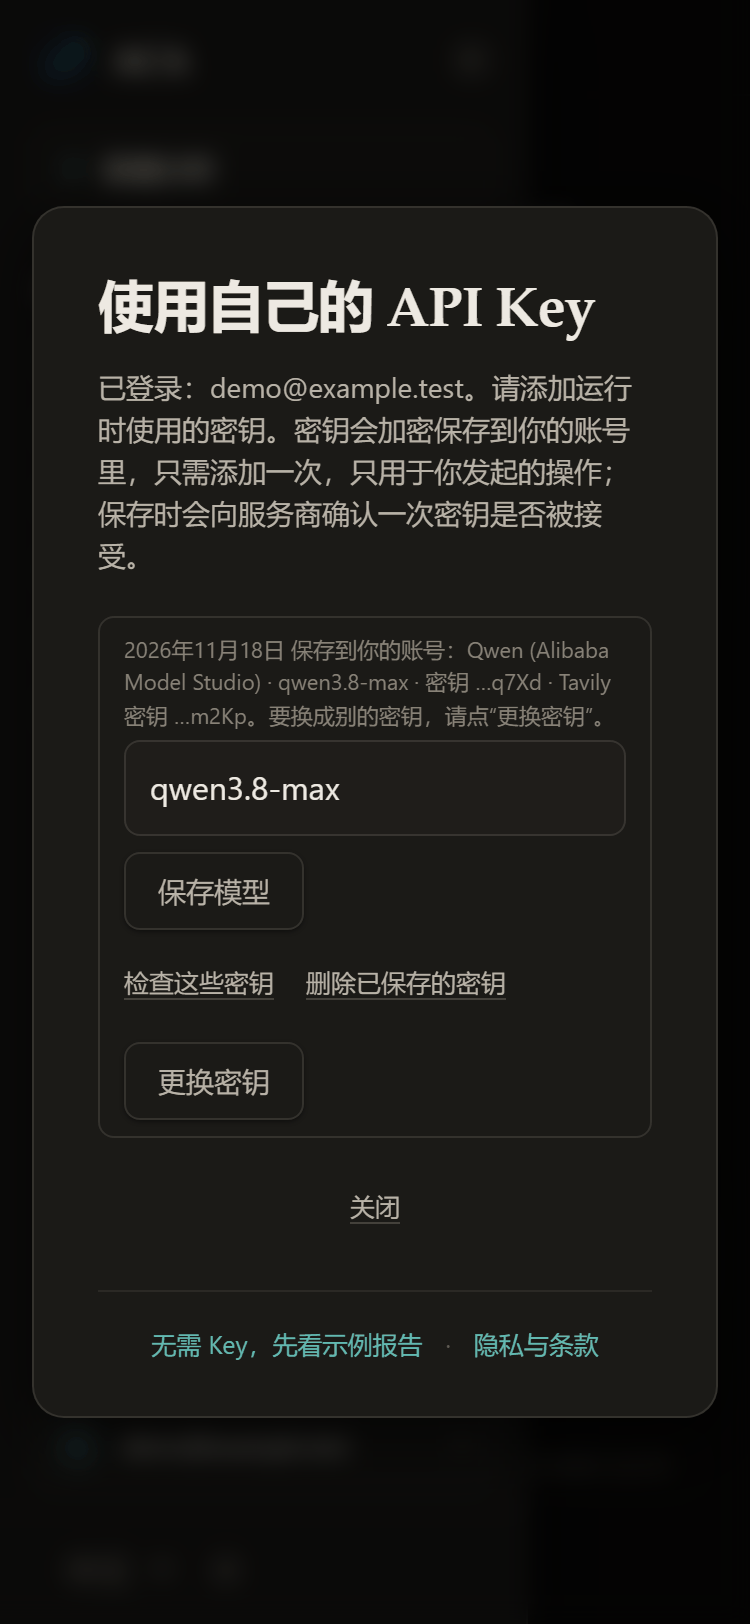 使用自己的 API Key
已登录：demo@example.test。请添加运行
时使用的密钥。密钥会加密保存到你的账号
里，只需添加一次，只用于你发起的操作；
保存时会向服务商确认一次密钥是否被接
受。
2026年11月18日 保存到你的账号：Qwen (Alibaba
Model Studio) · qwen3.8-max · 密钥 …q7Xd · Tavily
密钥 …m2Kp。要换成别的密钥，请点“更换密钥”。
qwen3.8-max
保存模型
检查这些密钥 删除已保存的密钥
更换密钥
关闭
无需 Key，先看示例报告 · 隐私与条款